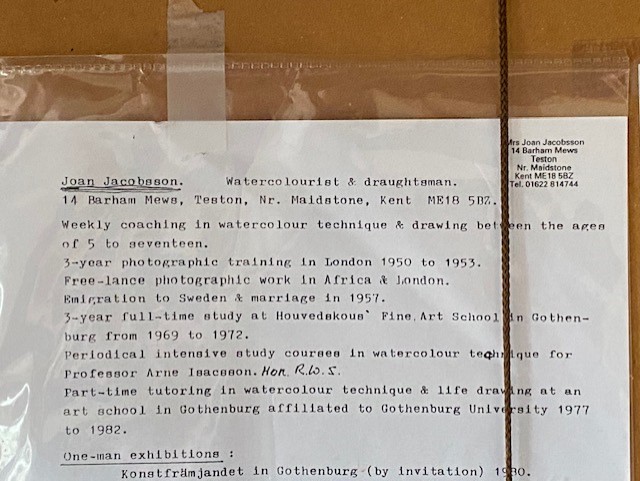 Mrs Joan Jacobsson
14 Barham Mews
Teston
Nr. Maidstone
Kent ME18 5BZ
Tel. 01622 814744
Joan Jacobsson. Watercolourist & draughtsman.
14 Barham Mews, Teston, Nr. Maidstone, Kent ME18 5BZ.
Weekly coaching in watercolour technique & drawing between the ages
of 5 to seventeen.
3-year photographic training in London 1950 to 1953.
Free-lance photographic work in Africa & London.
Emigration to Sweden & marriage in 1957.
3-year full-time study at Houvedskous` Fine Art School in Gothen-
burg from 1969 to 1972.
Periodical intensive study courses in watercolour technique for
Professor Arne Isacsson. Hon. R.W.S.
Part-time tutoring in watercolour technique & life drawing at an
art school in Gothenburg affiliated to Gothenburg University 1977
to 1982.
One-man exhibitions :
Konstfrämjandet in Gothenburg (by invitation) 1980.